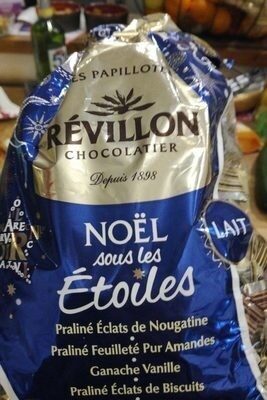 LES PAPILLOTES
RÉVILLON
CHOCOLATIER
Depuis 1898
NOËL
sous les
Étoiles
LAIT
Praliné Éclats de Nougatine
Praliné Feuilleté Pur Amandes
Ganache Vanille
Praliné Éclats de Biscuits